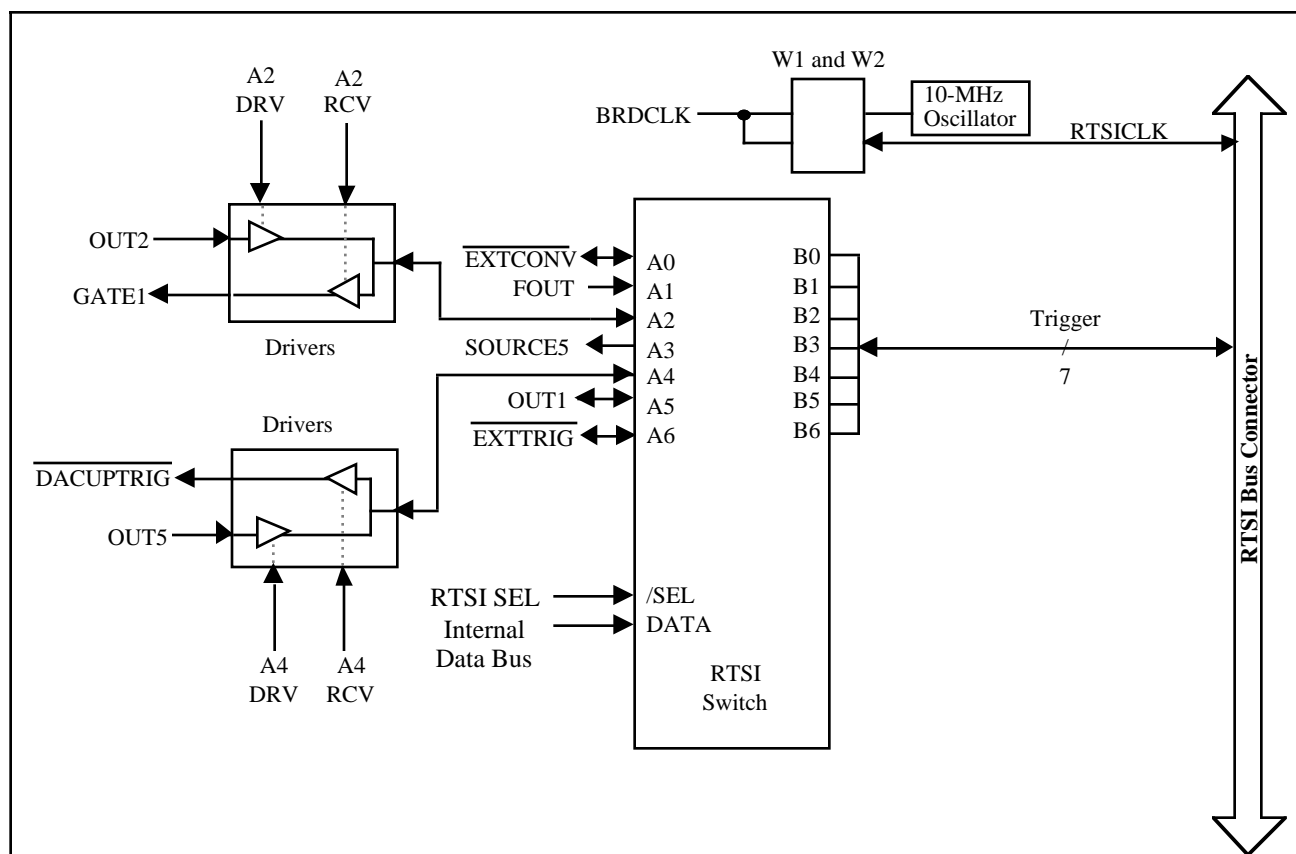 W1 and W2
A2
DRV
A2
RCV
10-MHz
Oscillator
BRDCLK
RTSICLK
OUT2
GATE1
Drivers
EXTCONV
FOUT
SOURCE5
OUT1
EXTTRIG
A0
A1
A2
A3
A4
A5
A6
B0
B1
B2
B3
B4
B5
B6
Trigger
/
7
RTSI Bus Connector
Drivers
DACUPTRIG
OUT5
A4
DRV
A4
RCV
RTSI SEL
Internal
Data Bus
/SEL
DATA
RTSI
Switch